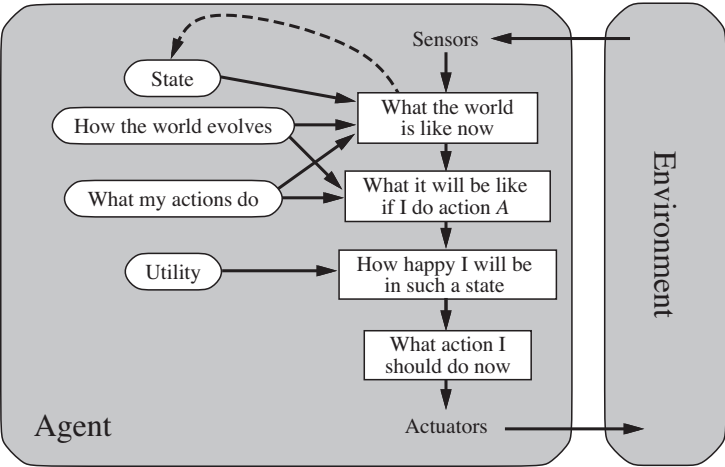 Sensors
State
What the world
is like now
How the world evolves
What it will be like
if I do action A
What my actions do
How happy I will be
in such a state
Utility
What action I
should do now
Agent
Actuators
Environment